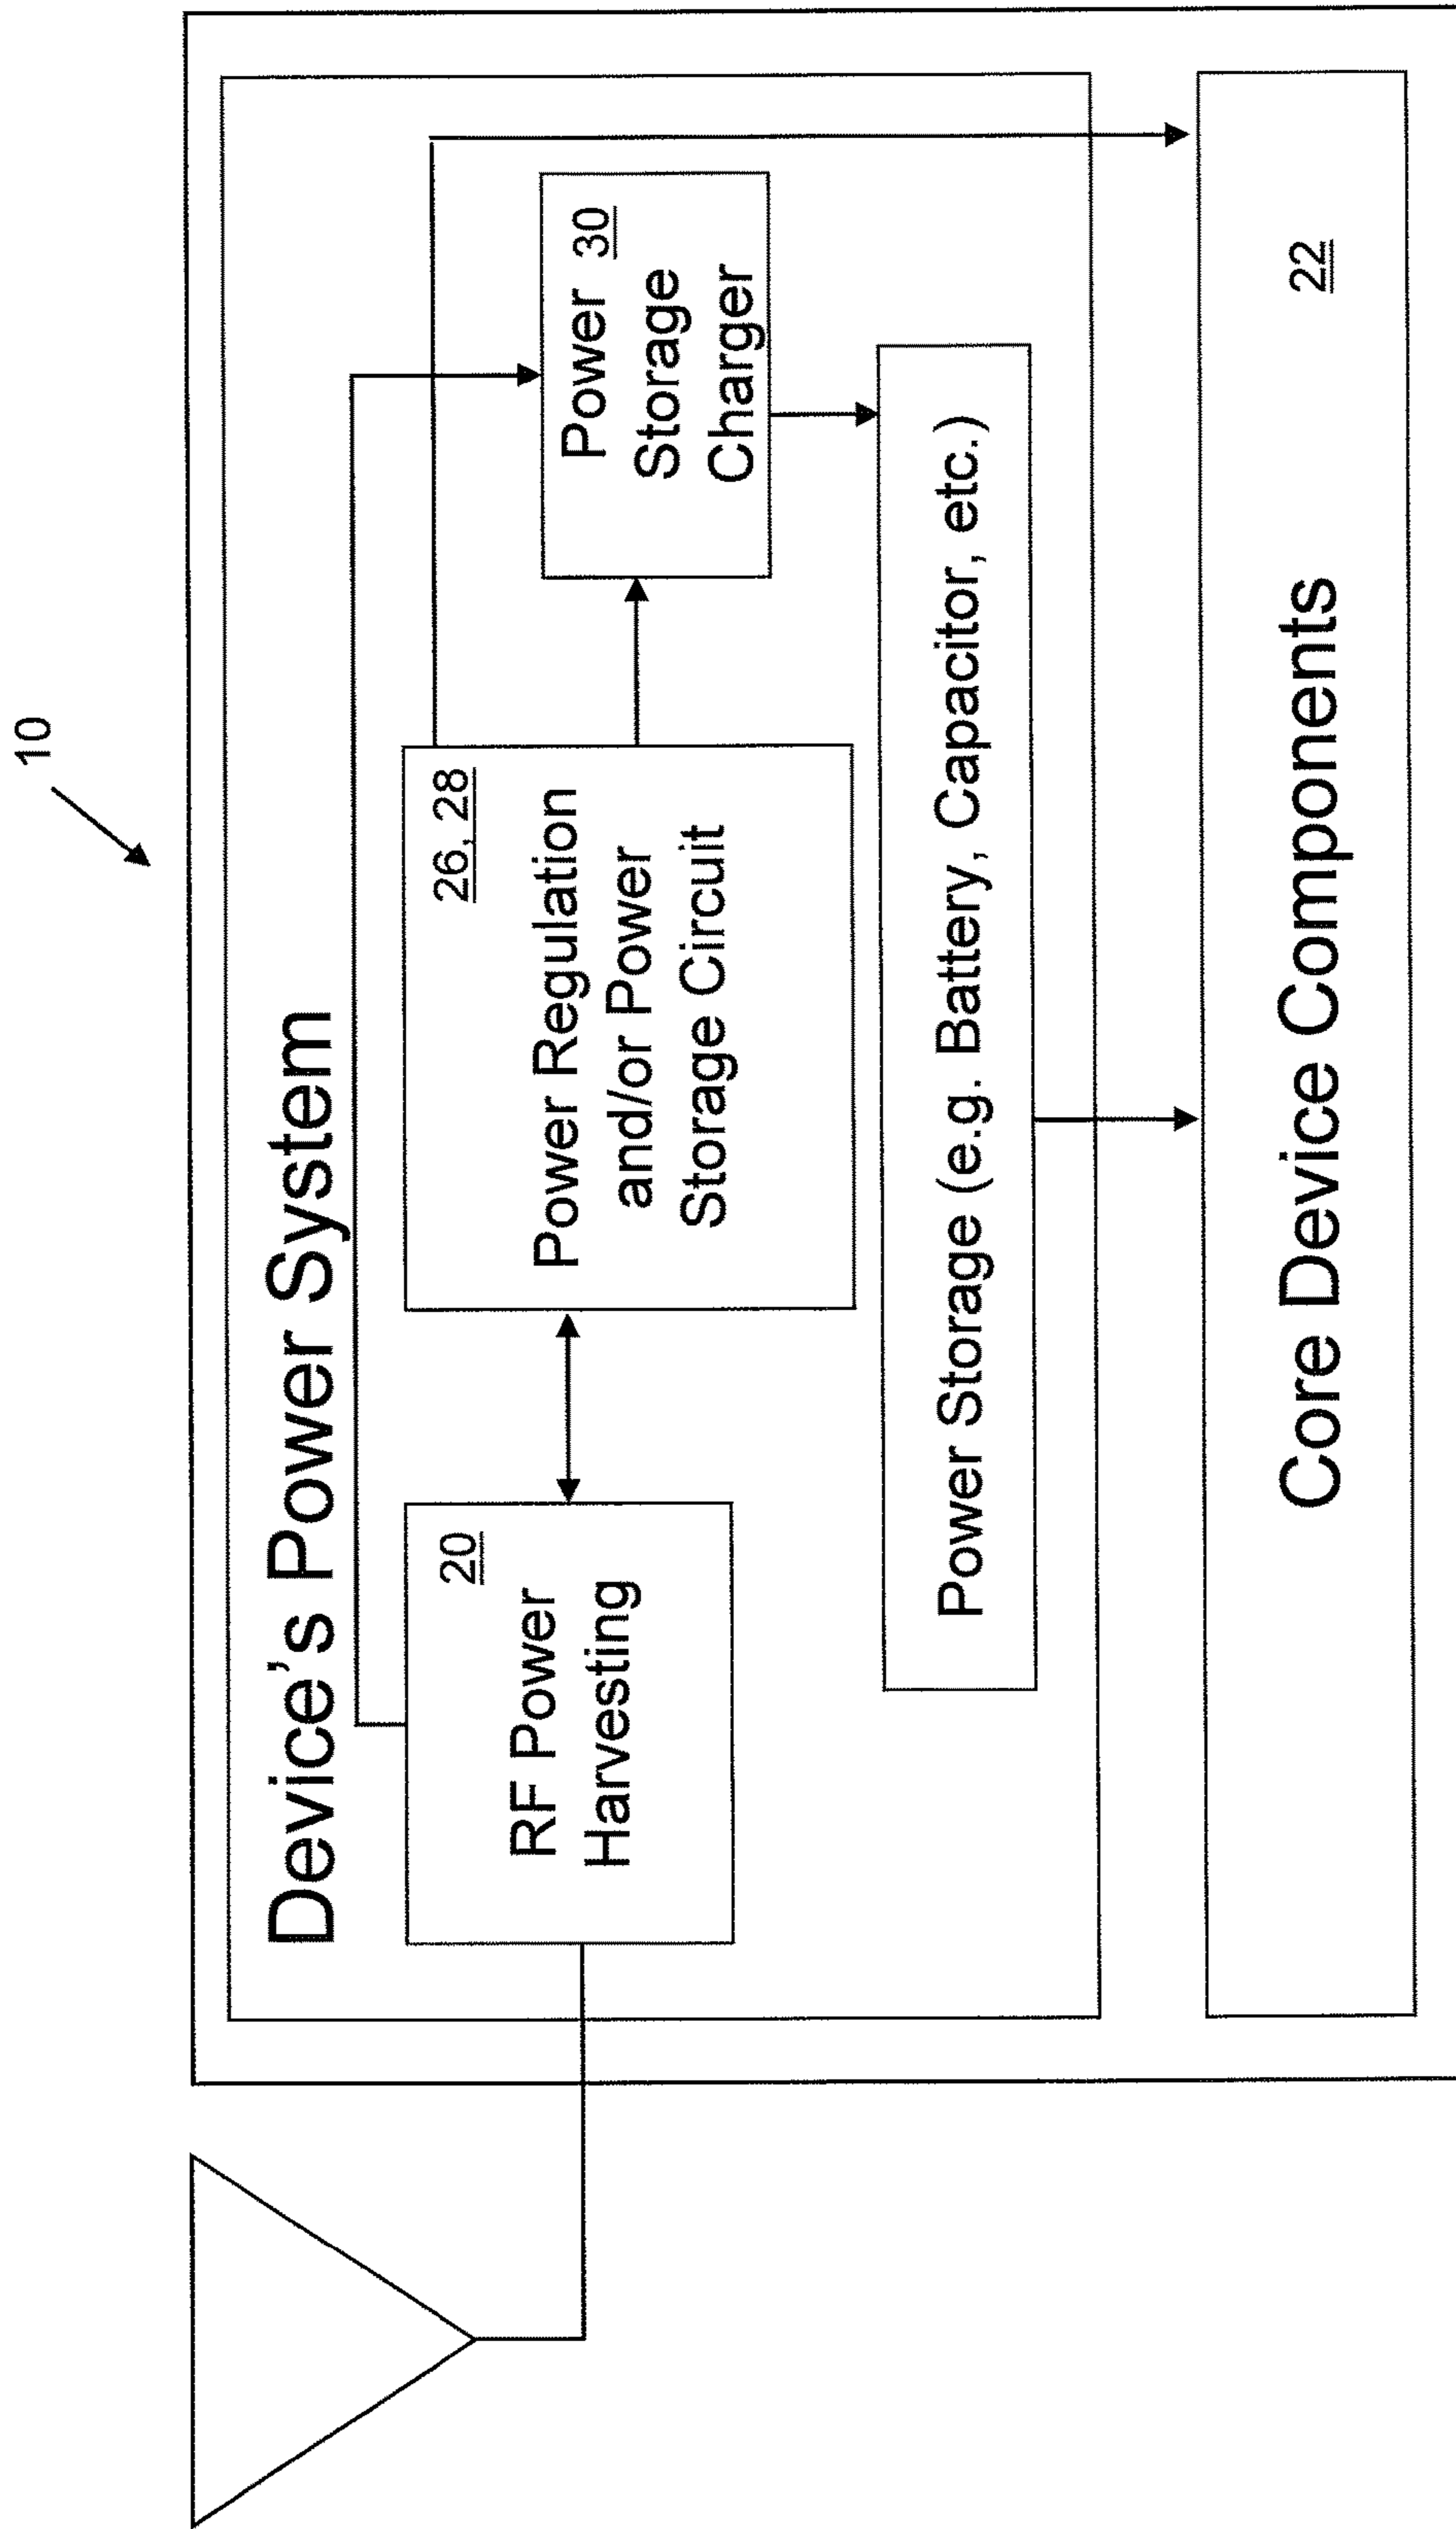 10
Device's Power System
20
RF Power
Harvesting
26, 28
Power Regulation
and/or Power
Storage Circuit
Power 30
Storage
Charger
Power Storage (e.g. Battery, Capacitor, etc.)
22
Core Device Components